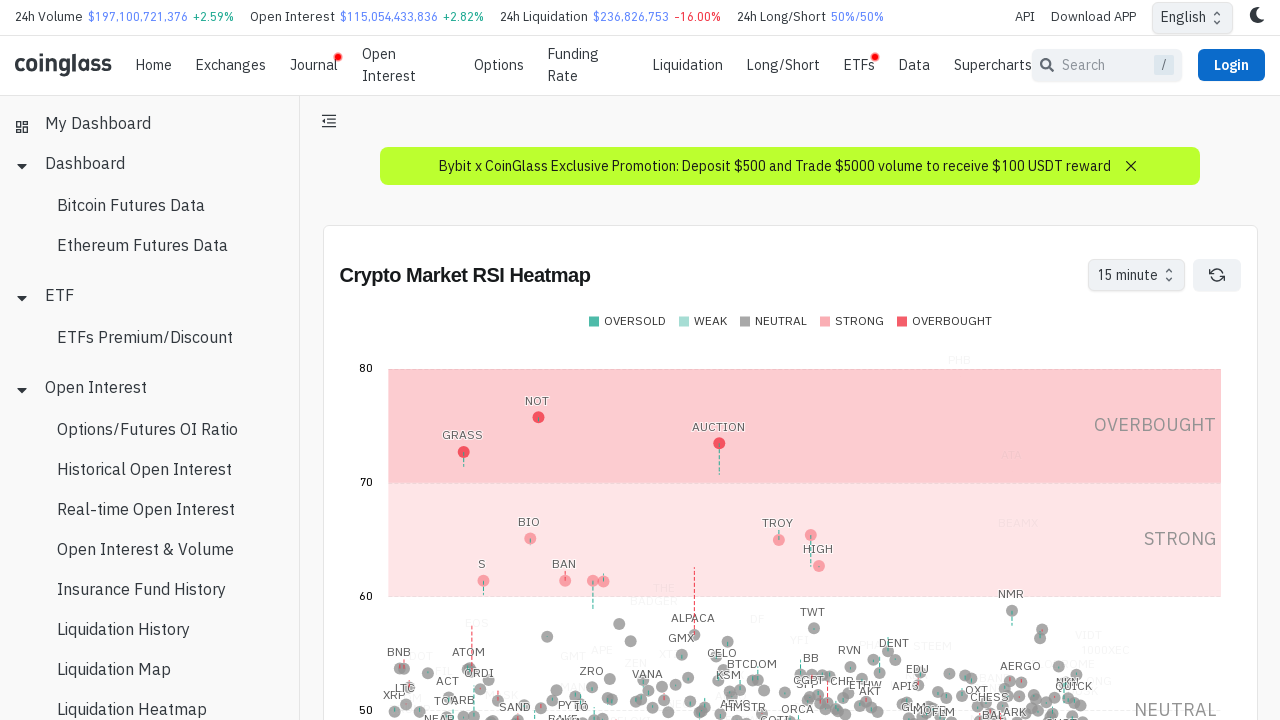 24h Volume $197,100,721,376 +2.59% Open Interest $115,054,433,836 +2.82% 24h Liquidation $236,826,753 -16.00% 24h Long/Short 50%/50% API Download APP English
coinglass Home Exchanges Journal Open Interest Options Funding Rate Liquidation Long/Short ETFs Data Supercharts Search / Login
My Dashboard
Dashboard
Bitcoin Futures Data
Ethereum Futures Data
ETF
ETFs Premium/Discount
Open Interest
Options/Futures OI Ratio
Historical Open Interest
Real-time Open Interest
Open Interest & Volume
Insurance Fund History
Liquidation History
Liquidation Map
Liquidation Heatmap
Bybit x CoinGlass Exclusive Promotion: Deposit $500 and Trade $5000 volume to receive $100 USDT reward
Crypto Market RSI Heatmap 15 minute
OVERSOLD WEAK NEUTRAL STRONG OVERBOUGHT
80
NOT
AUCTION OVERBOUGHT
GRASS
70
BIO TROY
BEAMX
STRONG
HIGH
S BAN
60
NMR
TWT
ALPACA
GMX DENT
BNB ATOM CELO BB RVN
BTCDOM AERGO
ORDI ZRO KSM EDU
ACT VANA CGPT
LTC API3 QUICK
XRP ARB AKT OXT CHESS
SAND ORCA
50 NEUTRAL